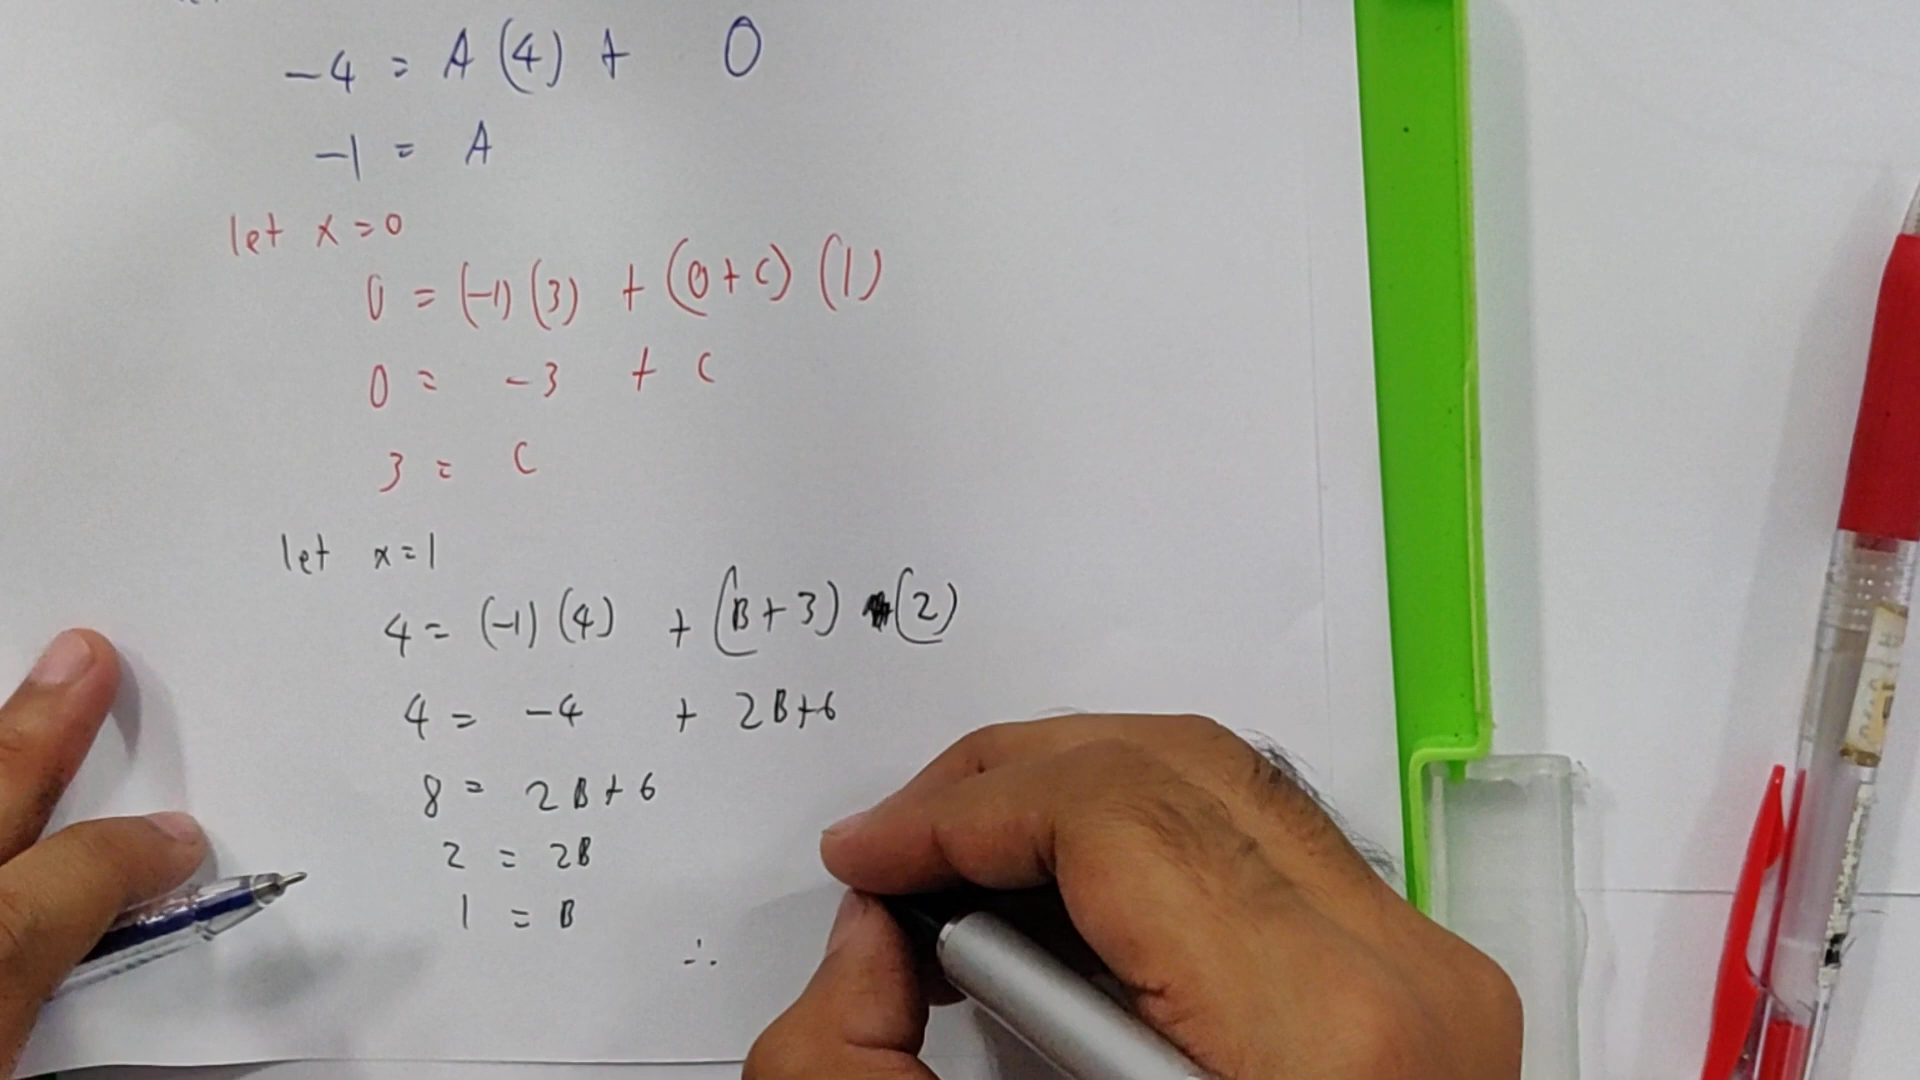 -4 = A(4) + 0
-1 = A
let x=0
0 = (-1)(3) + (0+C)(1)
0 = -3 + C
3 = C
let x=1
4 = (-1)(4) + (B+3)(2)
4 = -4 + 2B+6
8 = 2B+6
2 = 2B
1 = B
∴